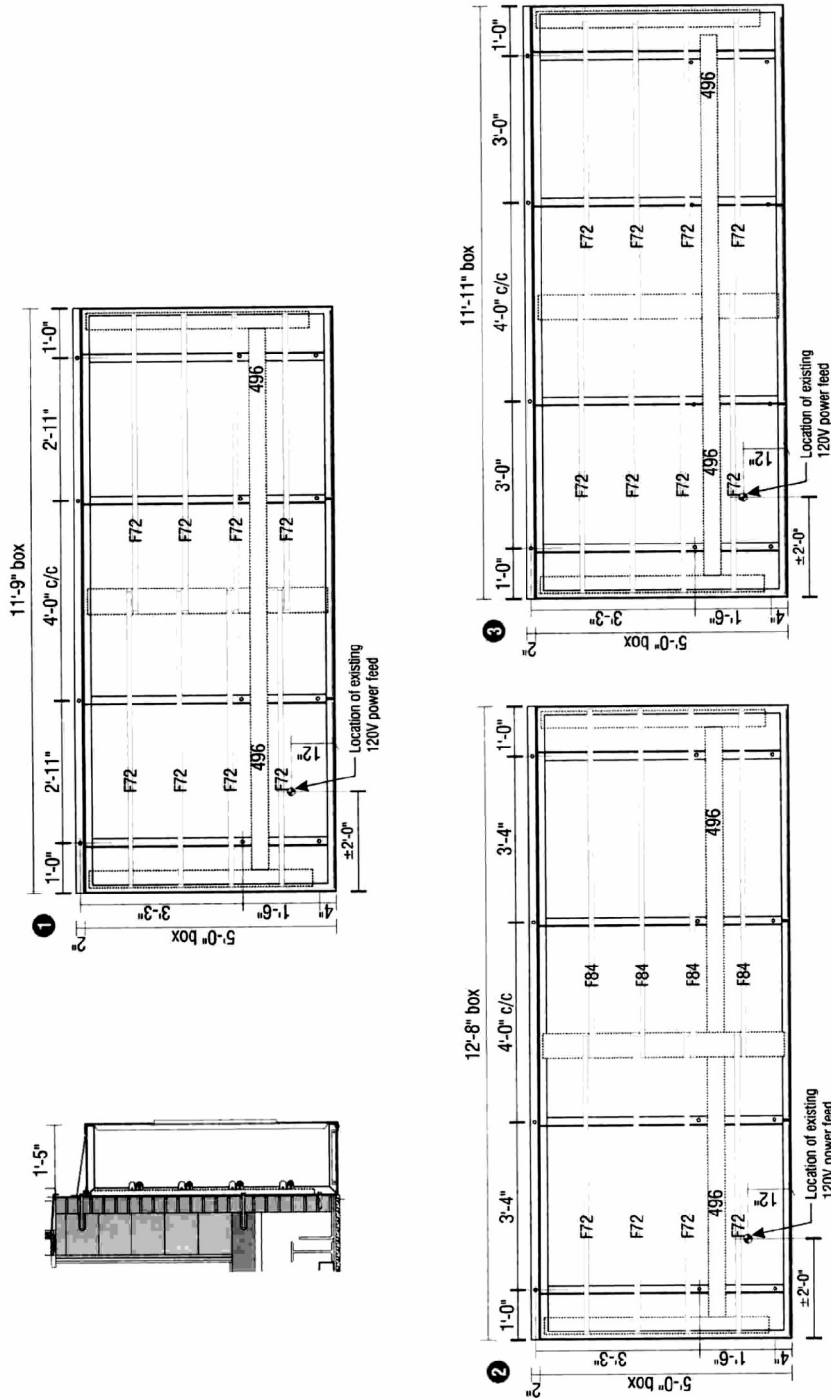 1'-5"
❶
11'-9" box
1'-0"
2'-11"
4'-0" c/c
2'-11"
1'-0"
2"
5'-0" box
3'-3"
1'-6"
4"
F72
F72
F72
F72
F72
F72
F72
F72
496
496
12"
±2'-0"
Location of existing
120V power feed
❷
12'-8" box
1'-0"
3'-4"
4'-0" c/c
3'-4"
1'-0"
2"
5'-0" box
3'-3"
1'-6"
4"
F72
F84
F72
F84
F72
F84
F72
F84
496
496
12"
±2'-0"
Location of existing
120V power feed
❸
11'-11" box
1'-0"
3'-0"
4'-0" c/c
3'-0"
1'-0"
2"
5'-0" box
3'-3"
1'-6"
4"
F72
F72
F72
F72
F72
F72
F72
F72
496
496
12"
±2'-0"
Location of existing
120V power feed